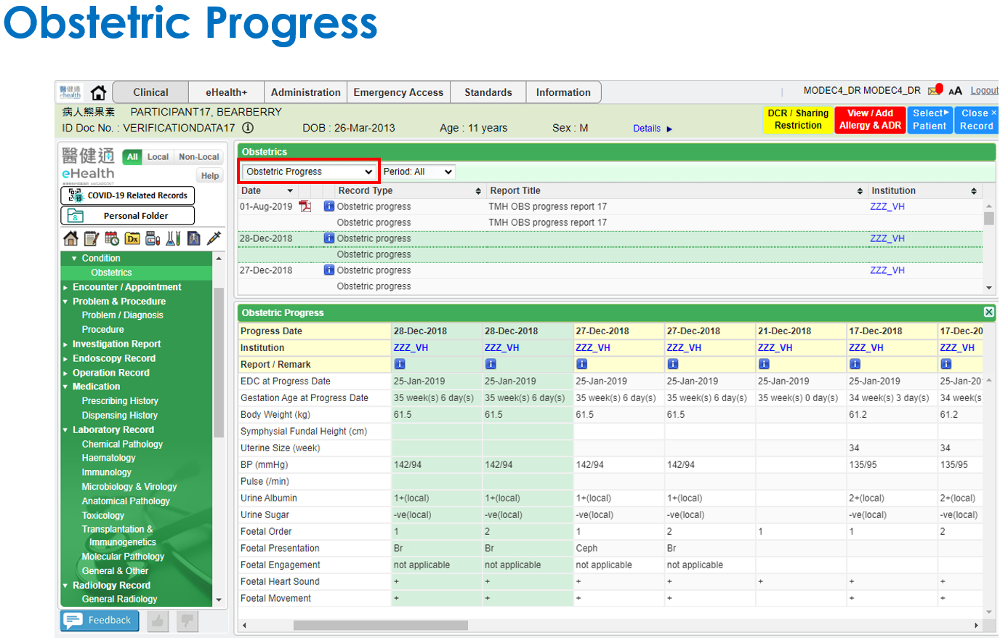 Obstetric Progress
醫健通
eHealth
Clinical eHealth+ Administration Emergency Access Standards Information
MODEC4_DR MODEC4_DR AA Logout
病人熊果素 PARTICIPANT17, BEARBERRY
ID Doc No. : VERIFICATIONDATA17 DOB : 26-Mar-2013 Age : 11 years Sex : M Details
DCR / Sharing Restriction
View / Add Allergy & ADR
Select Patient
Close × Record
醫健通
eHealth
All Local Non-Local
Help
COVID-19 Related Records
Personal Folder
Dx
Condition
Obstetrics
Encounter / Appointment
Problem & Procedure
Problem / Diagnosis
Procedure
Investigation Report
Endoscopy Record
Operation Record
Medication
Prescribing History
Dispensing History
Laboratory Record
Chemical Pathology
Haematology
Immunology
Microbiology & Virology
Anatomical Pathology
Toxicology
Transplantation &
Immunogenetics
Molecular Pathology
General & Other
Radiology Record
General Radiology
Feedback
Obstetrics
Obstetric Progress Period: All
Date Record Type Report Title Institution
01-Aug-2019 Obstetric progress TMH OBS progress report 17 ZZZ_VH
Obstetric progress TMH OBS progress report 17
28-Dec-2018 Obstetric progress ZZZ_VH
Obstetric progress
27-Dec-2018 Obstetric progress ZZZ_VH
Obstetric progress
Obstetric Progress
Progress Date 28-Dec-2018 28-Dec-2018 27-Dec-2018 27-Dec-2018 21-Dec-2018 17-Dec-2018 17-Dec-20
Institution ZZZ_VH ZZZ_VH ZZZ_VH ZZZ_VH ZZZ_VH ZZZ_VH ZZZ_VH
Report / Remark
EDC at Progress Date 25-Jan-2019 25-Jan-2019 25-Jan-2019 25-Jan-2019 25-Jan-2019 25-Jan-2019 25-Jan-20
Gestation Age at Progress Date 35 week(s) 6 day(s) 35 week(s) 6 day(s) 35 week(s) 6 day(s) 35 week(s) 6 day(s) 35 week(s) 0 day(s) 34 week(s) 3 day(s) 34 week(s
Body Weight (kg) 61.5 61.5 61.5 61.5 61.2 61.2
Symphysial Fundal Height (cm)
Uterine Size (week) 34 34
BP (mmHg) 142/94 142/94 142/94 142/94 135/95 135/95
Pulse (/min)
Urine Albumin 1+(local) 1+(local) 1+(local) 1+(local) 2+(local) 2+(local)
Urine Sugar -ve(local) -ve(local) -ve(local) -ve(local) -ve(local) -ve(local)
Foetal Order 1 2 1 2 1 1 2
Foetal Presentation Br Br Ceph Br
Foetal Engagement not applicable not applicable not applicable not applicable
Foetal Heart Sound + + + + + + +
Foetal Movement + + + + + +